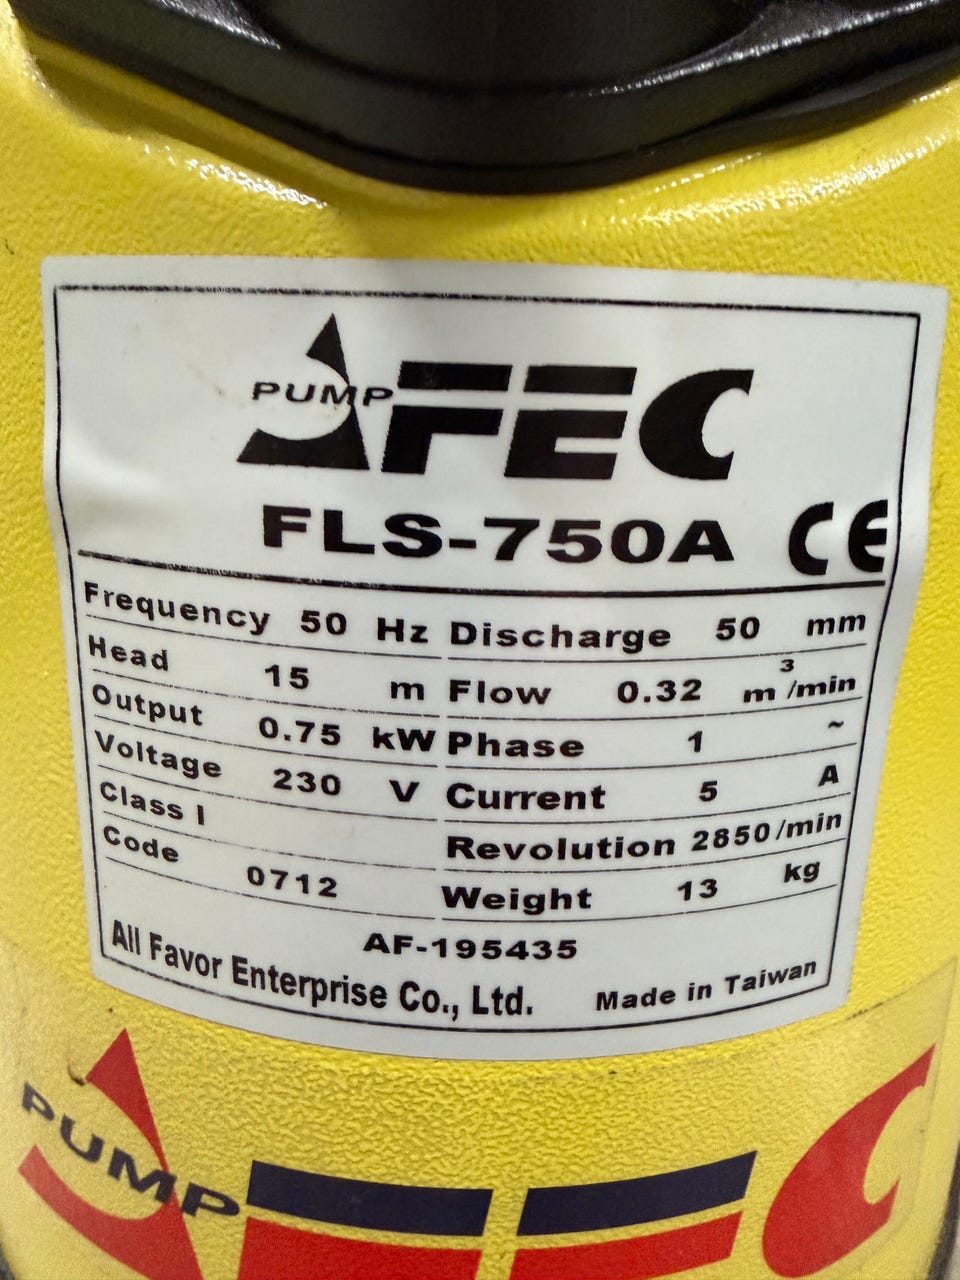 PUMP AFEC
FLS-750A CE
Frequency 50 Hz Discharge 50 mm
Head 15 m Flow 0.32 m³/min
Output 0.75 kW Phase 1 ~
Voltage 230 V Current 5 A
Class I Revolution 2850/min
Code 0712 Weight 13 kg
AF-195435
All Favor Enterprise Co., Ltd. Made in Taiwan
PUMP AFEC